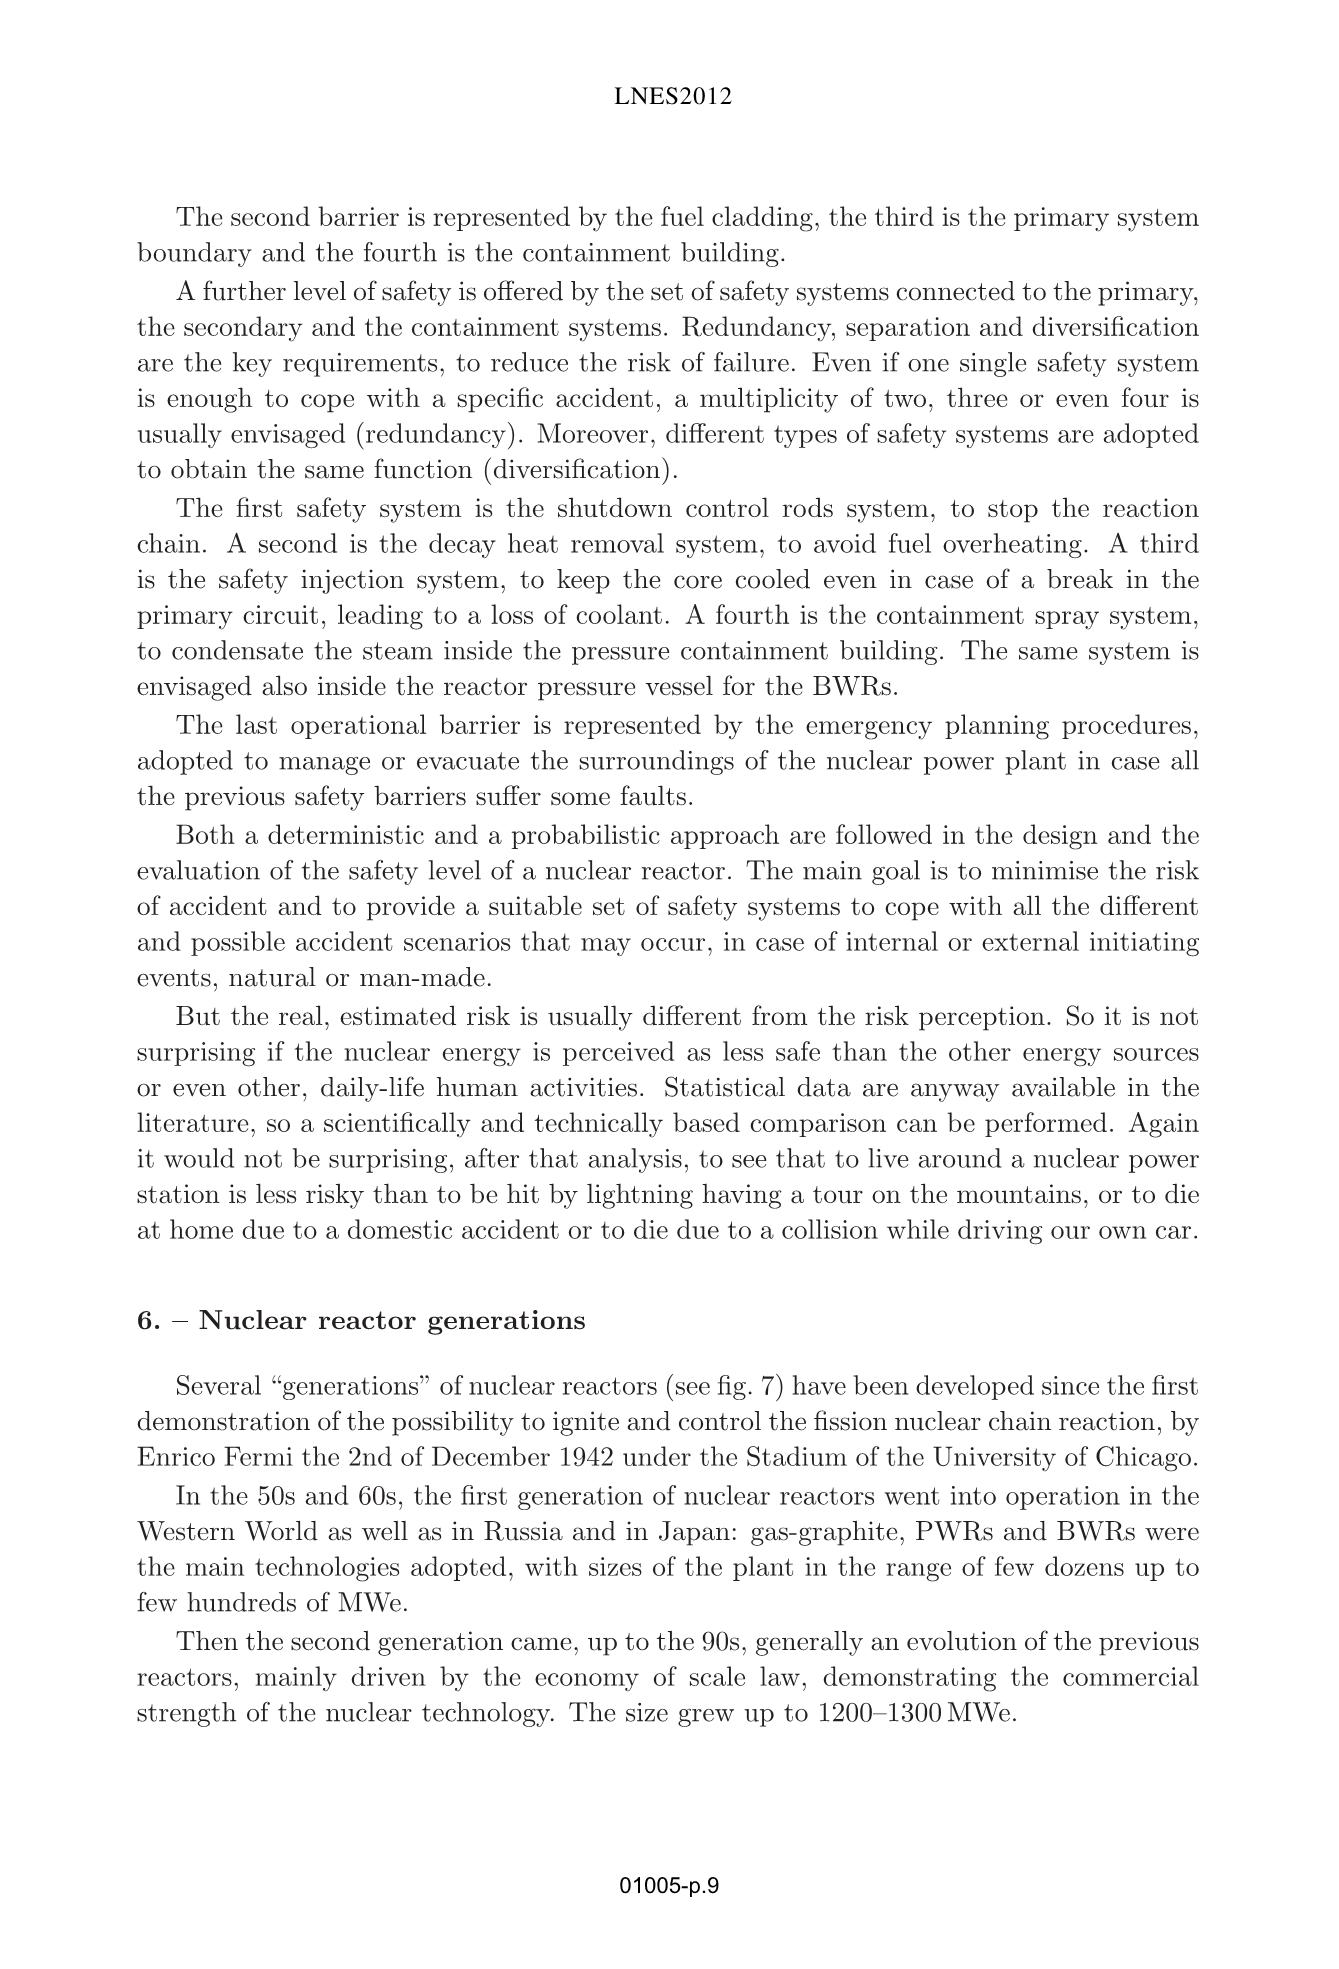 LNES2012
The second barrier is represented by the fuel cladding, the third is the primary system
boundary and the fourth is the containment building.
A further level of safety is offered by the set of safety systems connected to the primary,
the secondary and the containment systems. Redundancy, separation and diversification
are the key requirements, to reduce the risk of failure. Even if one single safety system
is enough to cope with a specific accident, a multiplicity of two, three or even four is
usually envisaged (redundancy). Moreover, different types of safety systems are adopted
to obtain the same function (diversification).
The first safety system is the shutdown control rods system, to stop the reaction
chain. A second is the decay heat removal system, to avoid fuel overheating. A third
is the safety injection system, to keep the core cooled even in case of a break in the
primary circuit, leading to a loss of coolant. A fourth is the containment spray system,
to condensate the steam inside the pressure containment building. The same system is
envisaged also inside the reactor pressure vessel for the BWRs.
The last operational barrier is represented by the emergency planning procedures,
adopted to manage or evacuate the surroundings of the nuclear power plant in case all
the previous safety barriers suffer some faults.
Both a deterministic and a probabilistic approach are followed in the design and the
evaluation of the safety level of a nuclear reactor. The main goal is to minimise the risk
of accident and to provide a suitable set of safety systems to cope with all the different
and possible accident scenarios that may occur, in case of internal or external initiating
events, natural or man-made.
But the real, estimated risk is usually different from the risk perception. So it is not
surprising if the nuclear energy is perceived as less safe than the other energy sources
or even other, daily-life human activities. Statistical data are anyway available in the
literature, so a scientifically and technically based comparison can be performed. Again
it would not be surprising, after that analysis, to see that to live around a nuclear power
station is less risky than to be hit by lightning having a tour on the mountains, or to die
at home due to a domestic accident or to die due to a collision while driving our own car.
6. – Nuclear reactor generations
Several “generations” of nuclear reactors (see fig. 7) have been developed since the first
demonstration of the possibility to ignite and control the fission nuclear chain reaction, by
Enrico Fermi the 2nd of December 1942 under the Stadium of the University of Chicago.
In the 50s and 60s, the first generation of nuclear reactors went into operation in the
Western World as well as in Russia and in Japan: gas-graphite, PWRs and BWRs were
the main technologies adopted, with sizes of the plant in the range of few dozens up to
few hundreds of MWe.
Then the second generation came, up to the 90s, generally an evolution of the previous
reactors, mainly driven by the economy of scale law, demonstrating the commercial
strength of the nuclear technology. The size grew up to 1200–1300 MWe.
01005-p.9